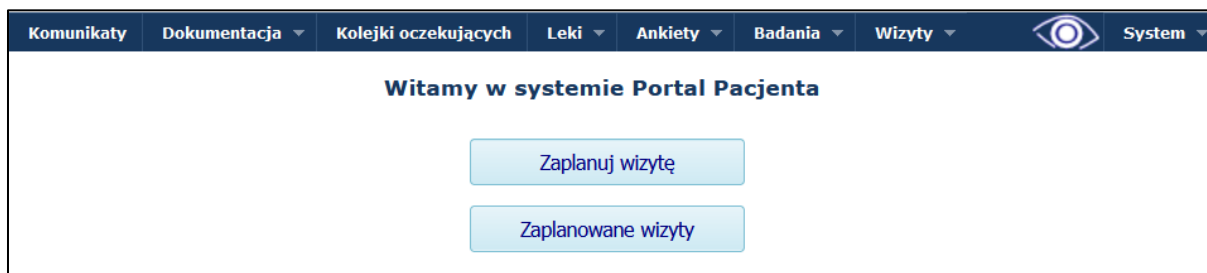 Komunikaty Dokumentacja Kolejki oczekujących Leki Ankiety Badania Wizyty System
Witamy w systemie Portal Pacjenta
Zaplanuj wizytę
Zaplanowane wizyty